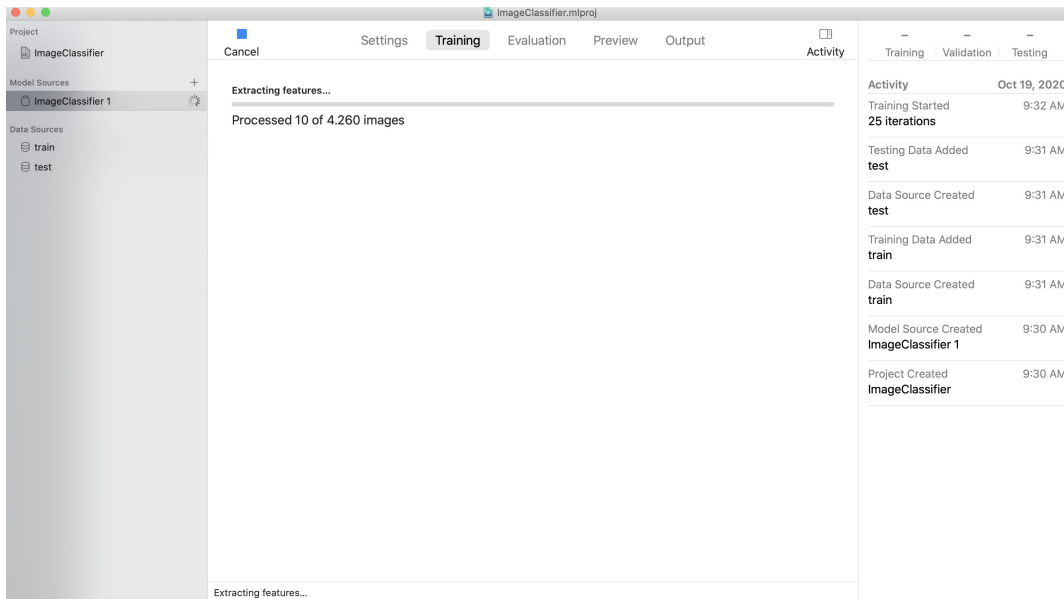 ImageClassifier.mlproj
Project
ImageClassifier
Model Sources +
ImageClassifier 1
Data Sources
train
test
Cancel
Settings Training Evaluation Preview Output
Activity
Extracting features...
Processed 10 of 4.260 images
Extracting features...
– – –
Training Validation Testing
Activity Oct 19, 2020
Training Started 9:32 AM
25 iterations
Testing Data Added 9:31 AM
test
Data Source Created 9:31 AM
test
Training Data Added 9:31 AM
train
Data Source Created 9:31 AM
train
Model Source Created 9:30 AM
ImageClassifier 1
Project Created 9:30 AM
ImageClassifier